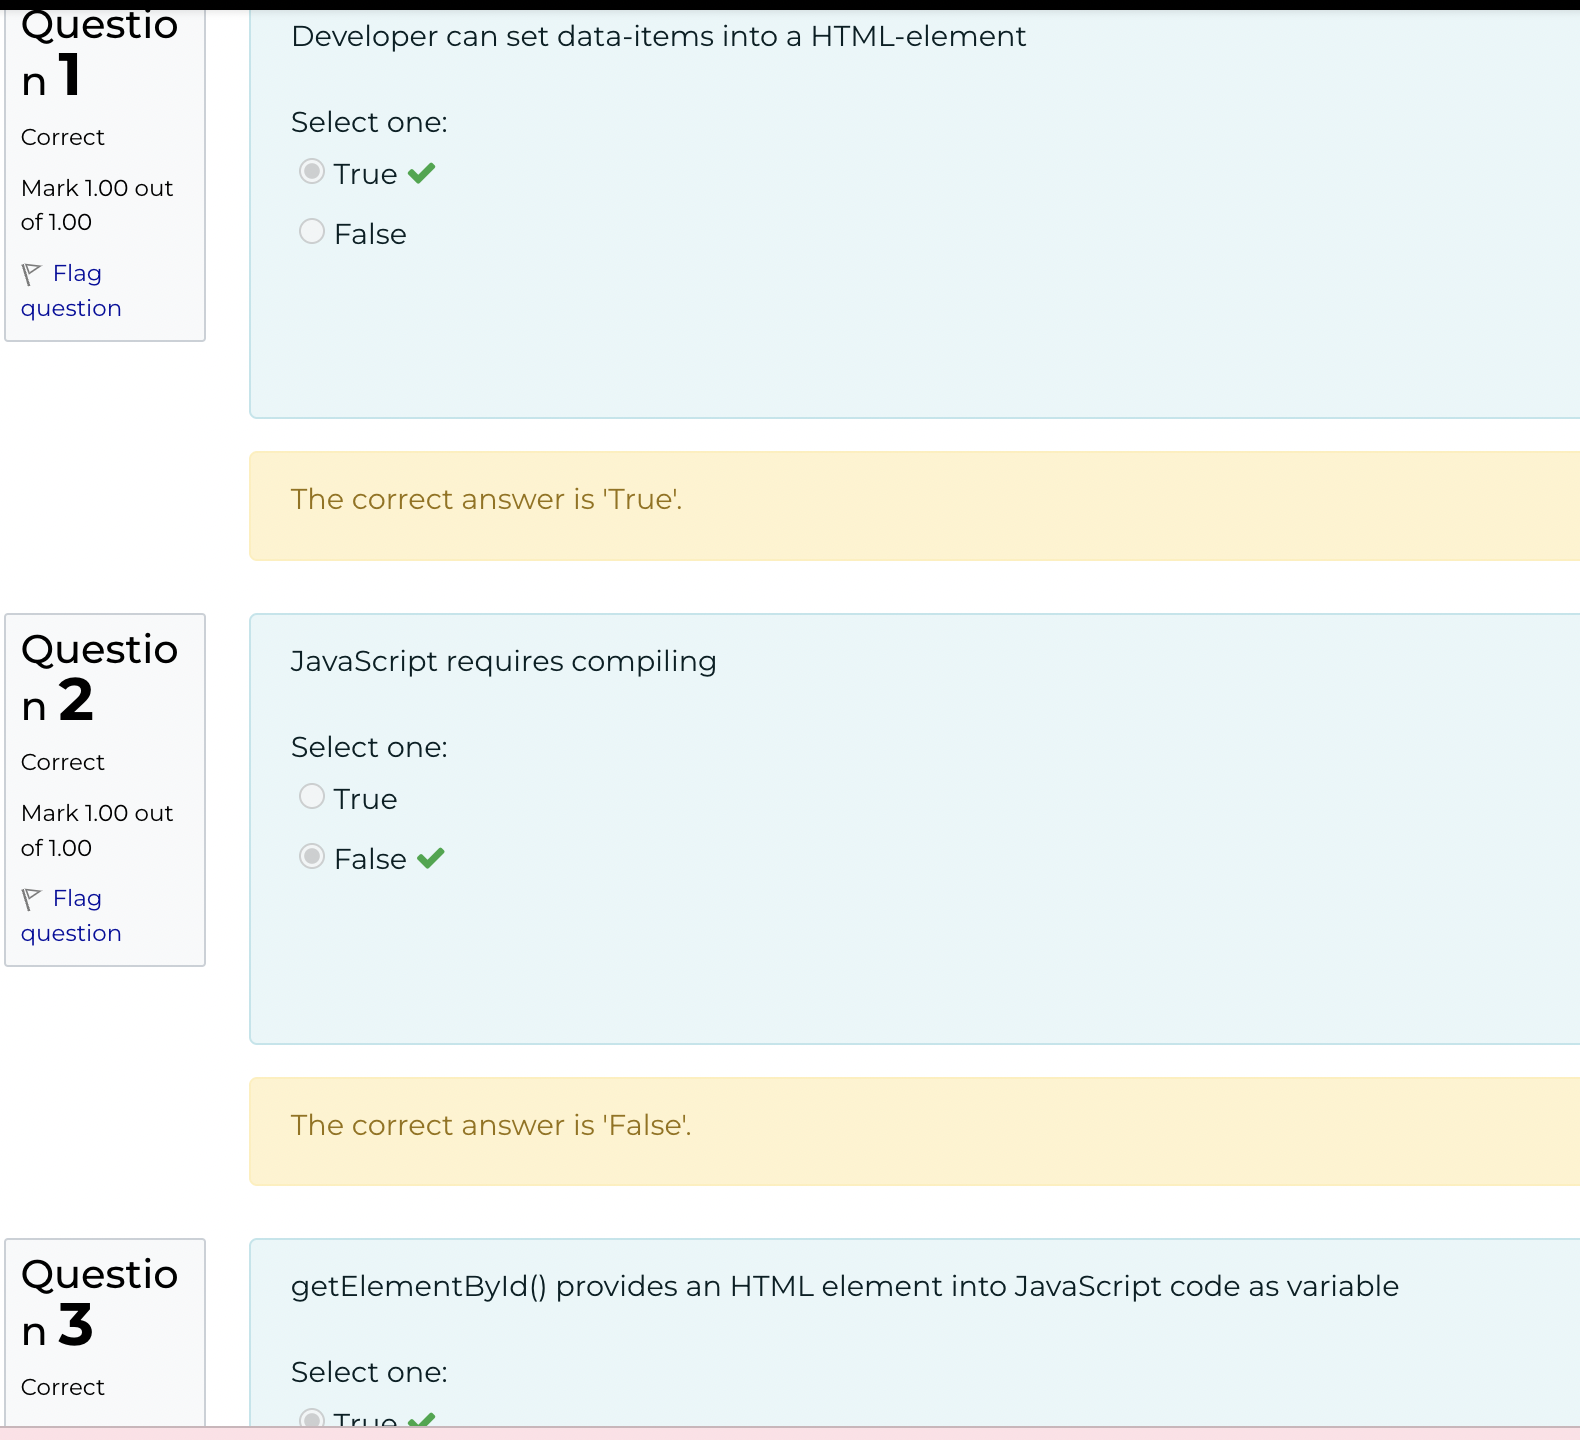 Questio
n 1
Correct
Mark 1.00 out
of 1.00
Flag
question
Developer can set data-items into a HTML-element
Select one:
True
False
The correct answer is 'True'.
Questio
n 2
Correct
Mark 1.00 out
of 1.00
Flag
question
JavaScript requires compiling
Select one:
True
False
The correct answer is 'False'.
Questio
n 3
Correct
getElementById() provides an HTML element into JavaScript code as variable
Select one:
True